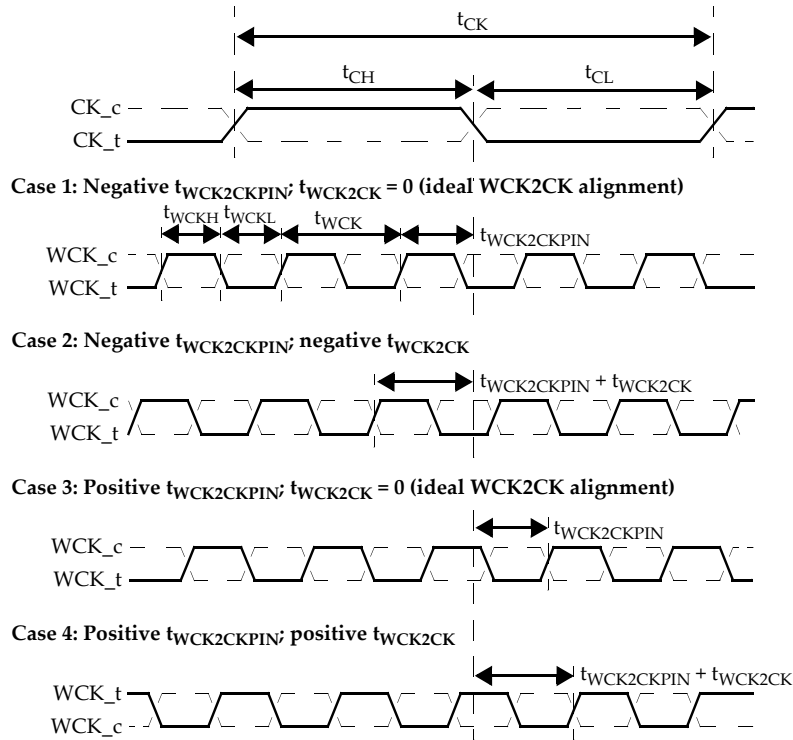 tCK
tCH tCL
CK_c
CK_t
Case 1: Negative tWCK2CKPIN; tWCK2CK = 0 (ideal WCK2CK alignment)
tWCKH tWCKL tWCK tWCK2CKPIN
WCK_c
WCK_t
Case 2: Negative tWCK2CKPIN; negative tWCK2CK
tWCK2CKPIN + tWCK2CK
WCK_c
WCK_t
Case 3: Positive tWCK2CKPIN; tWCK2CK = 0 (ideal WCK2CK alignment)
tWCK2CKPIN
WCK_c
WCK_t
Case 4: Positive tWCK2CKPIN; positive tWCK2CK
tWCK2CKPIN + tWCK2CK
WCK_t
WCK_c